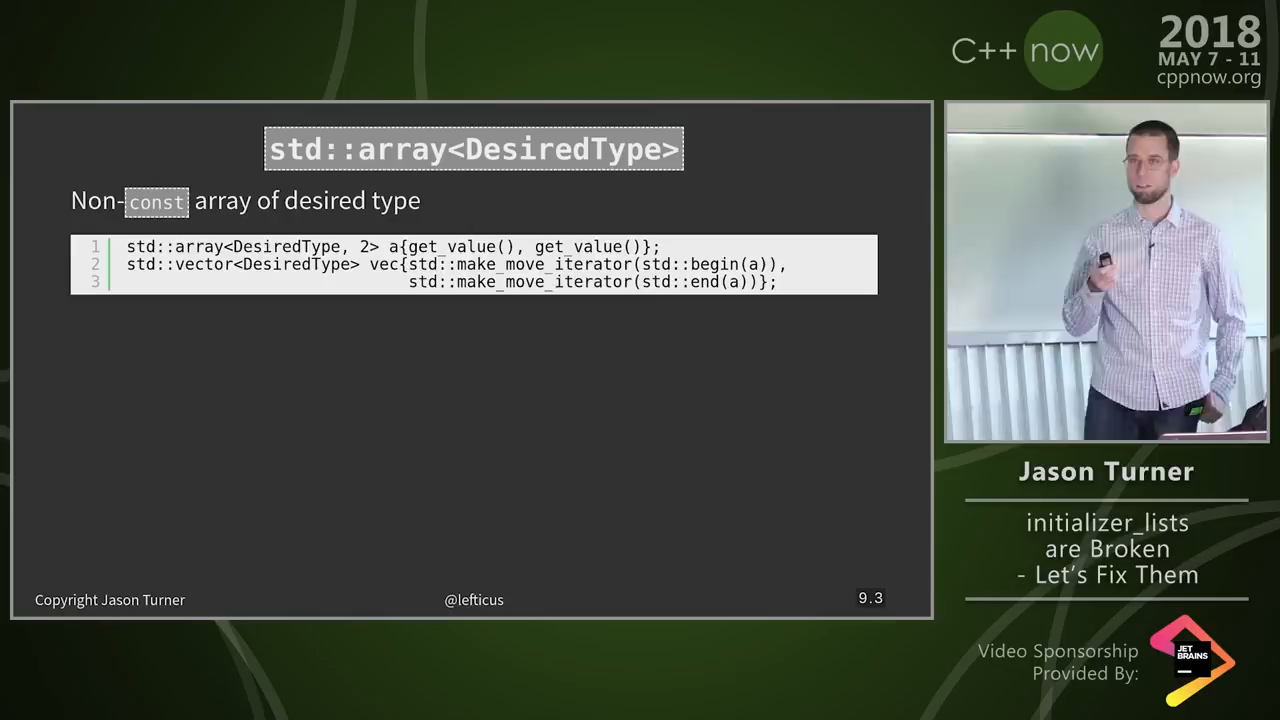 C++ now
2018
MAY 7 - 11
cppnow.org
std::array<DesiredType>
Non-const array of desired type
1 std::array<DesiredType, 2> a{get_value(), get_value()};
2 std::vector<DesiredType> vec{std::make_move_iterator(std::begin(a)),
3 std::make_move_iterator(std::end(a))};
Copyright Jason Turner
@lefticus
9.3
Jason Turner
initializer_lists
are Broken
- Let's Fix Them
Video Sponsorship
Provided By:
JET
BRAINS